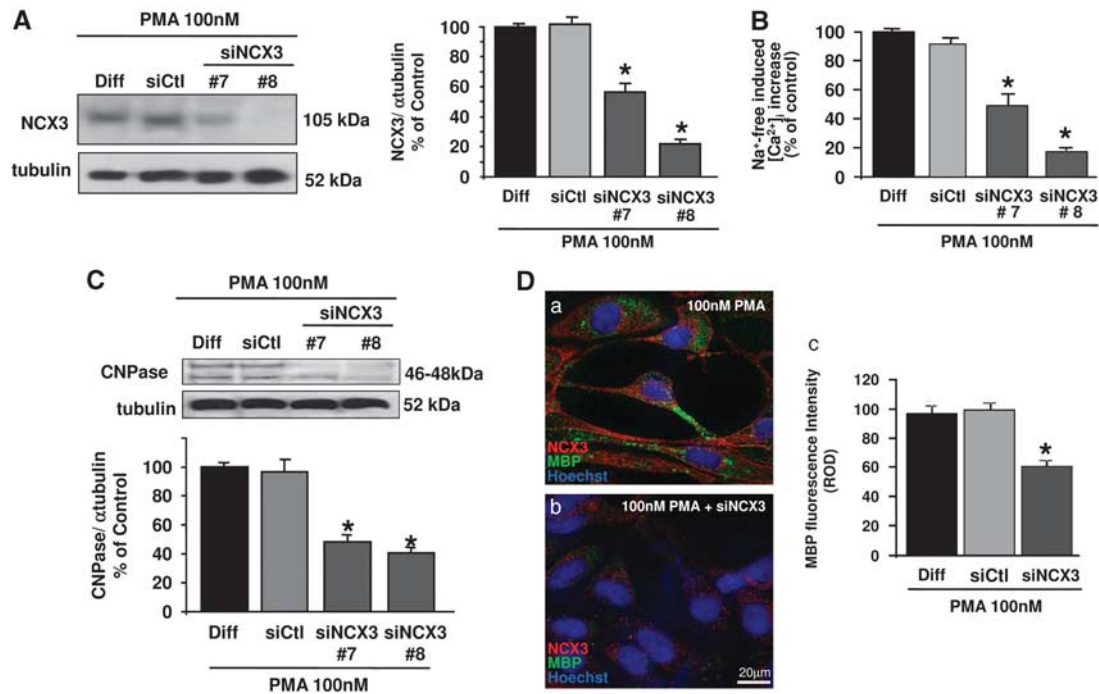 A
PMA 100nM
siNCX3
Diff siCtl #7 #8
NCX3
105 kDa
tubulin
52 kDa
NCX3/ αtubulin
% of Control
120
100
80
60
40
20
0
*
*
Diff siCtl siNCX3 siNCX3
#7 #8
PMA 100nM
B
Na⁺-free induced
[Ca²⁺]i increase
(% of control)
100
80
60
40
20
0
*
*
Diff siCtl siNCX3 siNCX3
# 7 # 8
PMA 100nM
C
PMA 100nM
siNCX3
Diff siCtl #7 #8
CNPase
46-48kDa
tubulin
52 kDa
CNPase/ αtubulin
% of Control
120
100
80
60
40
20
0
*
*
Diff siCtl siNCX3 siNCX3
#7 #8
PMA 100nM
D
a
100nM PMA
NCX3
MBP
Hoechst
b
100nM PMA + siNCX3
NCX3
MBP
Hoechst
20μm
c
MBP fluorescence Intensity
(ROD)
120
100
80
60
40
20
0
*
Diff siCtl siNCX3
PMA 100nM